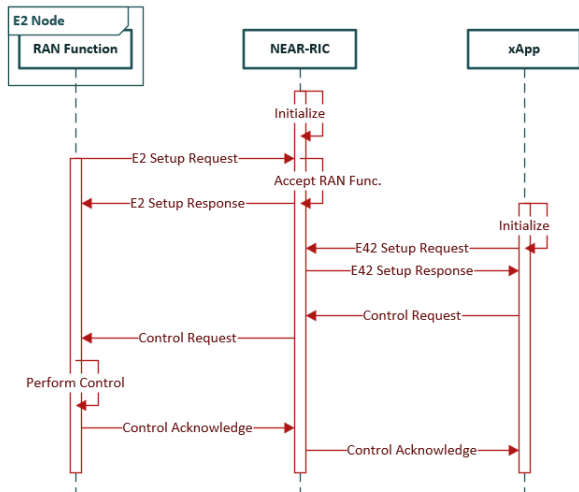 E2 Node
RAN Function
NEAR-RIC
xApp
Initialize
E2 Setup Request
Accept RAN Func.
E2 Setup Response
Initialize
E42 Setup Request
E42 Setup Response
Control Request
Control Request
Perform Control
Control Acknowledge
Control Acknowledge